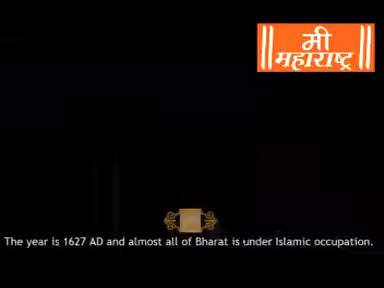 ॥मी॥
॥महाराष्ट्र॥
The year is 1627 AD and almost all of Bharat is under Islamic occupation.